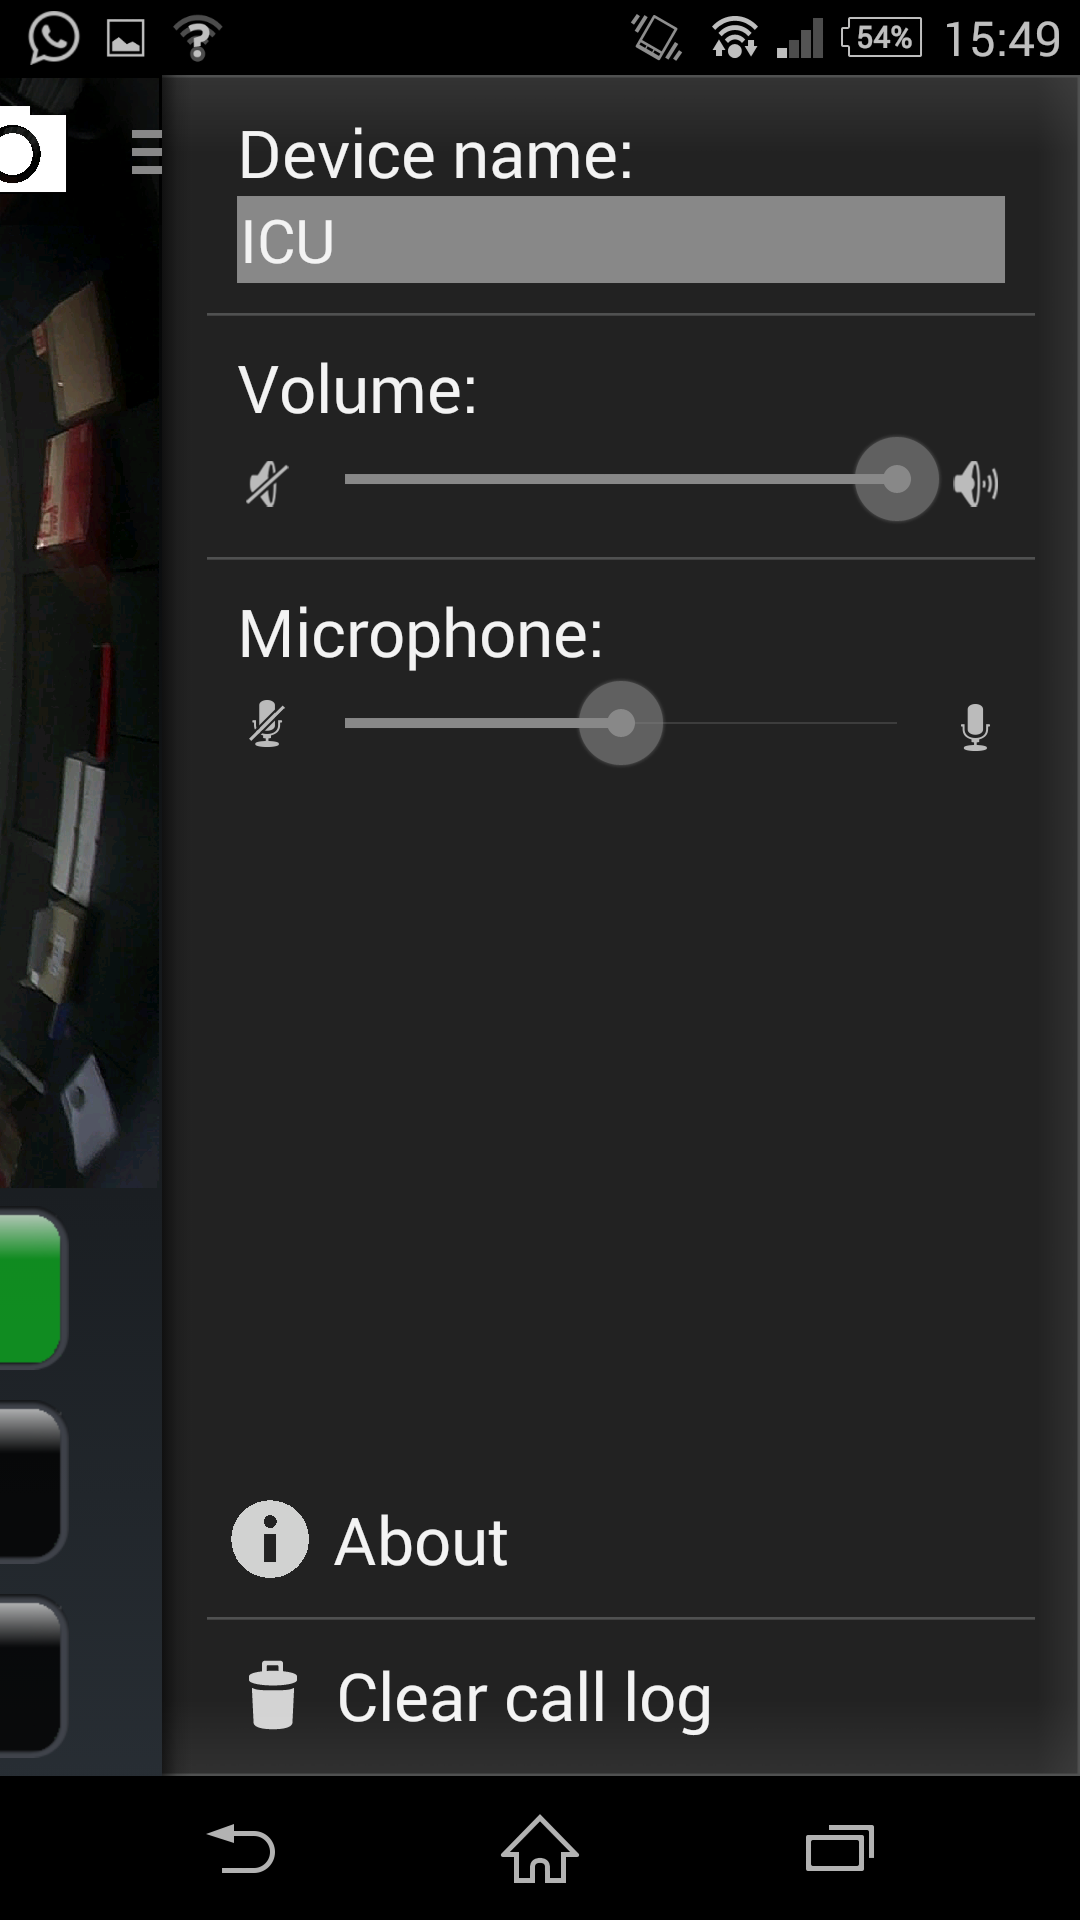 54% 15:49
Device name:
ICU
Volume:
Microphone:
About
Clear call log